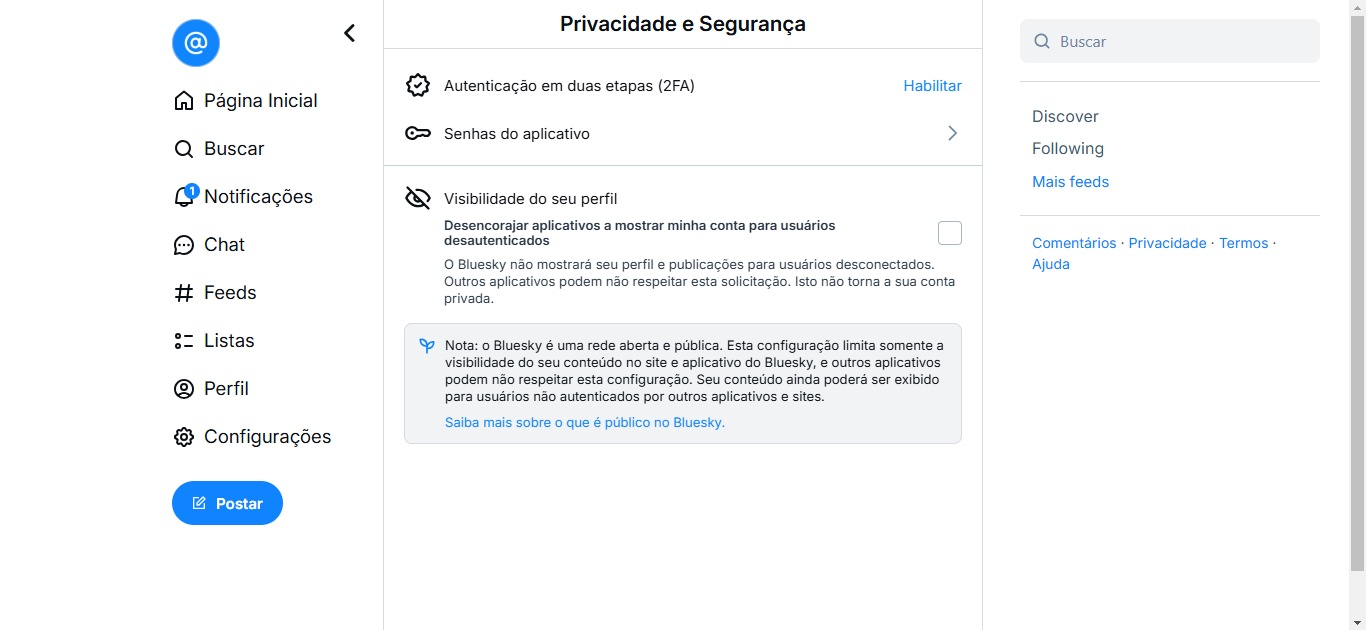 @
Página Inicial
Buscar
1
Notificações
Chat
Feeds
Listas
Perfil
Configurações
Postar
Privacidade e Segurança
Autenticação em duas etapas (2FA)
Habilitar
Senhas do aplicativo
Visibilidade do seu perfil
Desencorajar aplicativos a mostrar minha conta para usuários
desautenticados
O Bluesky não mostrará seu perfil e publicações para usuários desconectados.
Outros aplicativos podem não respeitar esta solicitação. Isto não torna a sua conta
privada.
Nota: o Bluesky é uma rede aberta e pública. Esta configuração limita somente a
visibilidade do seu conteúdo no site e aplicativo do Bluesky, e outros aplicativos
podem não respeitar esta configuração. Seu conteúdo ainda poderá ser exibido
para usuários não autenticados por outros aplicativos e sites.
Saiba mais sobre o que é público no Bluesky.
Buscar
Discover
Following
Mais feeds
Comentários · Privacidade · Termos ·
Ajuda